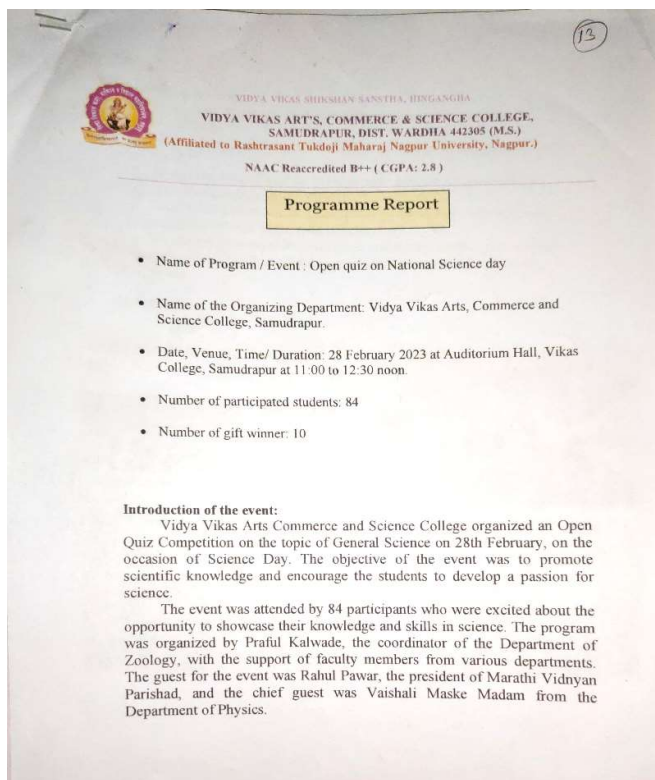 13
VIDYA VIKAS SHIKSHAN SANSTHA, HINGANGHA
VIDYA VIKAS ART'S, COMMERCE & SCIENCE COLLEGE,
SAMUDRAPUR, DIST. WARDHA 442305 (M.S.)
(Affiliated to Rashtrasant Tukdoji Maharaj Nagpur University, Nagpur.)
NAAC Reaccredited B++ ( CGPA: 2.8 )
Programme Report
• Name of Program / Event : Open quiz on National Science day
• Name of the Organizing Department: Vidya Vikas Arts, Commerce and
Science College, Samudrapur.
• Date, Venue, Time/ Duration: 28 February 2023 at Auditorium Hall, Vikas
College, Samudrapur at 11:00 to 12:30 noon.
• Number of participated students: 84
• Number of gift winner: 10
Introduction of the event:
Vidya Vikas Arts Commerce and Science College organized an Open
Quiz Competition on the topic of General Science on 28th February, on the
occasion of Science Day. The objective of the event was to promote
scientific knowledge and encourage the students to develop a passion for
science.
The event was attended by 84 participants who were excited about the
opportunity to showcase their knowledge and skills in science. The program
was organized by Praful Kalwade, the coordinator of the Department of
Zoology, with the support of faculty members from various departments.
The guest for the event was Rahul Pawar, the president of Marathi Vidnyan
Parishad, and the chief guest was Vaishali Maske Madam from the
Department of Physics.